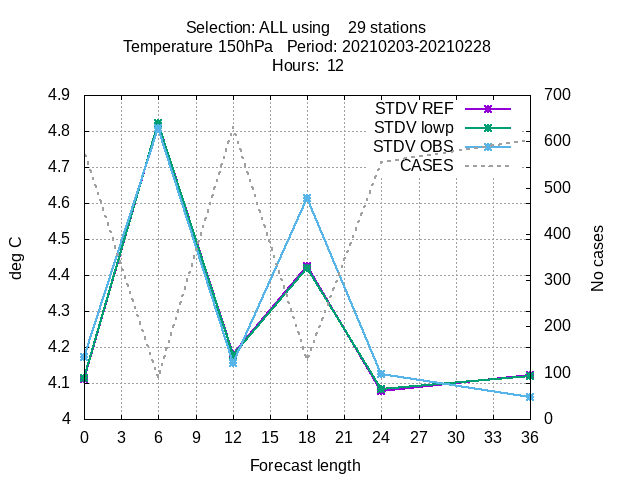 Selection: ALL using    29 stations
Temperature 150hPa   Period: 20210203-20210228
Hours:  12
4.9
4.8
4.7
4.6
4.5
4.4
4.3
4.2
4.1
4
deg C
STDV REF
STDV lowp
STDV OBS
CASES
700
600
500
400
300
200
100
0
No cases
0 3 6 9 12 15 18 21 24 27 30 33 36
Forecast length